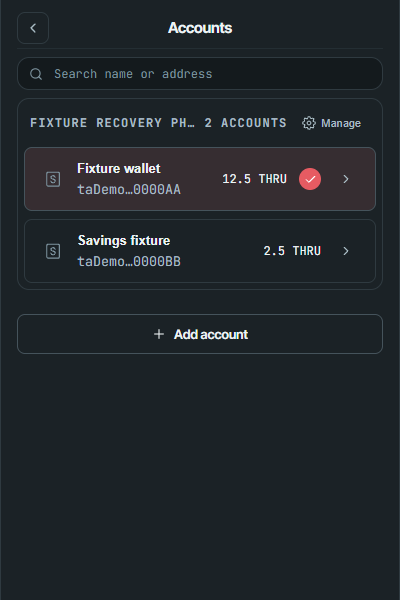 Accounts
Search name or address
FIXTURE RECOVERY PH… 2 ACCOUNTS Manage
S
Fixture wallet
12.5 THRU
taDemo…0000AA
S
Savings fixture
2.5 THRU
taDemo…0000BB
+ Add account